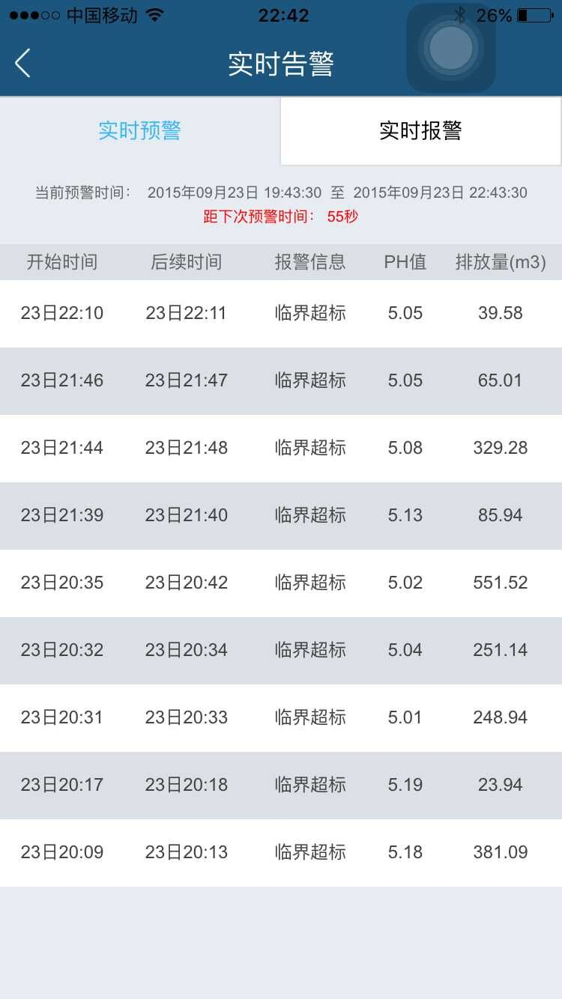 中国移动 22:42 26%
实时告警
实时预警 实时报警
当前预警时间： 2015年09月23日 19:43:30 至 2015年09月23日 22:43:30
距下次预警时间： 55秒
开始时间 后续时间 报警信息 PH值 排放量(m3)
23日22:10 23日22:11 临界超标 5.05 39.58
23日21:46 23日21:47 临界超标 5.05 65.01
23日21:44 23日21:48 临界超标 5.08 329.28
23日21:39 23日21:40 临界超标 5.13 85.94
23日20:35 23日20:42 临界超标 5.02 551.52
23日20:32 23日20:34 临界超标 5.04 251.14
23日20:31 23日20:33 临界超标 5.01 248.94
23日20:17 23日20:18 临界超标 5.19 23.94
23日20:09 23日20:13 临界超标 5.18 381.09